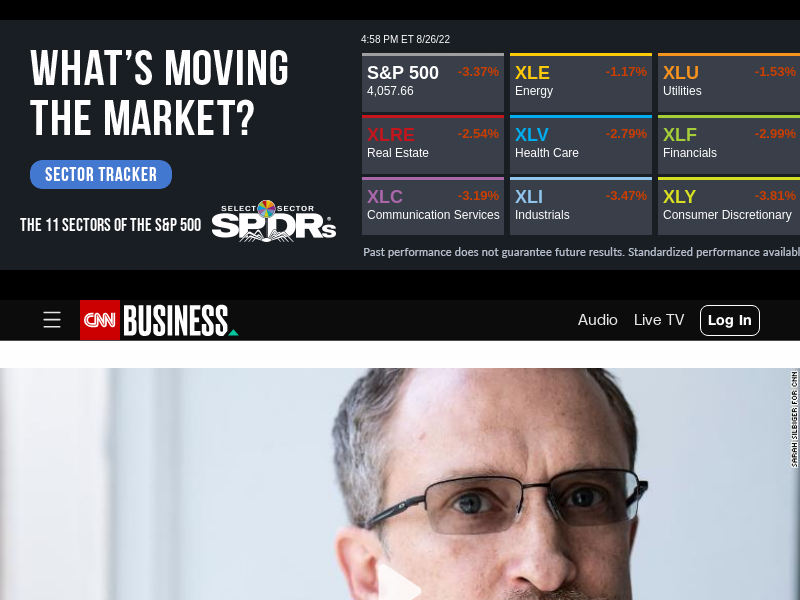 WHAT'S MOVING
THE MARKET?
SECTOR TRACKER
THE 11 SECTORS OF THE S&P 500
SELECT SECTOR
SPDRs®
4:58 PM ET 8/26/22
S&P 500 -3.37%
4,057.66
XLE -1.17%
Energy
XLU -1.53%
Utilities
XLRE -2.54%
Real Estate
XLV -2.79%
Health Care
XLF -2.99%
Financials
XLC -3.19%
Communication Services
XLI -3.47%
Industrials
XLY -3.81%
Consumer Discretionary
Past performance does not guarantee future results. Standardized performance availabl
CNN BUSINESS
Audio
Live TV
Log In
SARAH SILBIGER FOR CNN